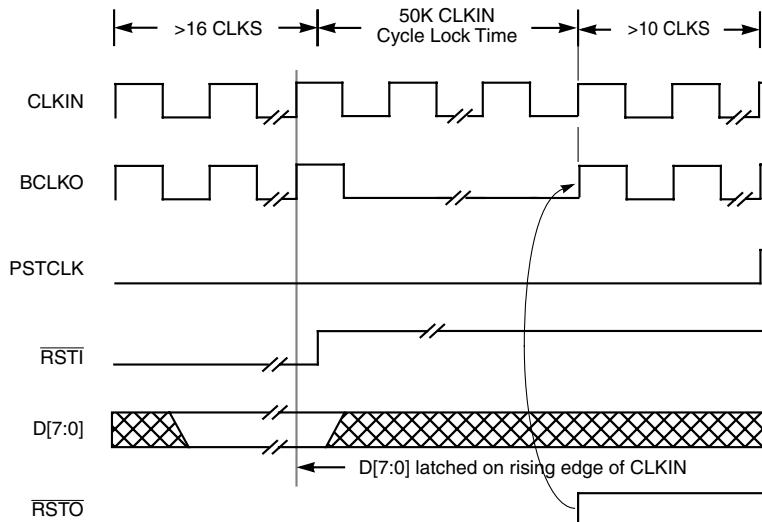 >16 CLKS
50K CLKIN
Cycle Lock Time
>10 CLKS
CLKIN
BCLKO
PSTCLK
RSTI
D[7:0]
D[7:0] latched on rising edge of CLKIN
RSTO